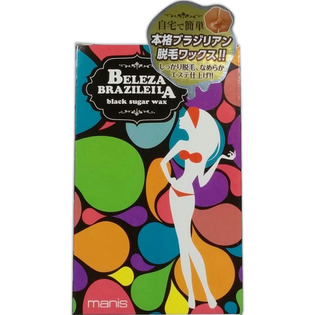 自宅で簡単
本格ブラジリアン
脱毛ワックス!!
しっかり脱毛、なめらか
エステ仕上げ!!
BELEZA
BRAZILEILA
black sugar wax
manis